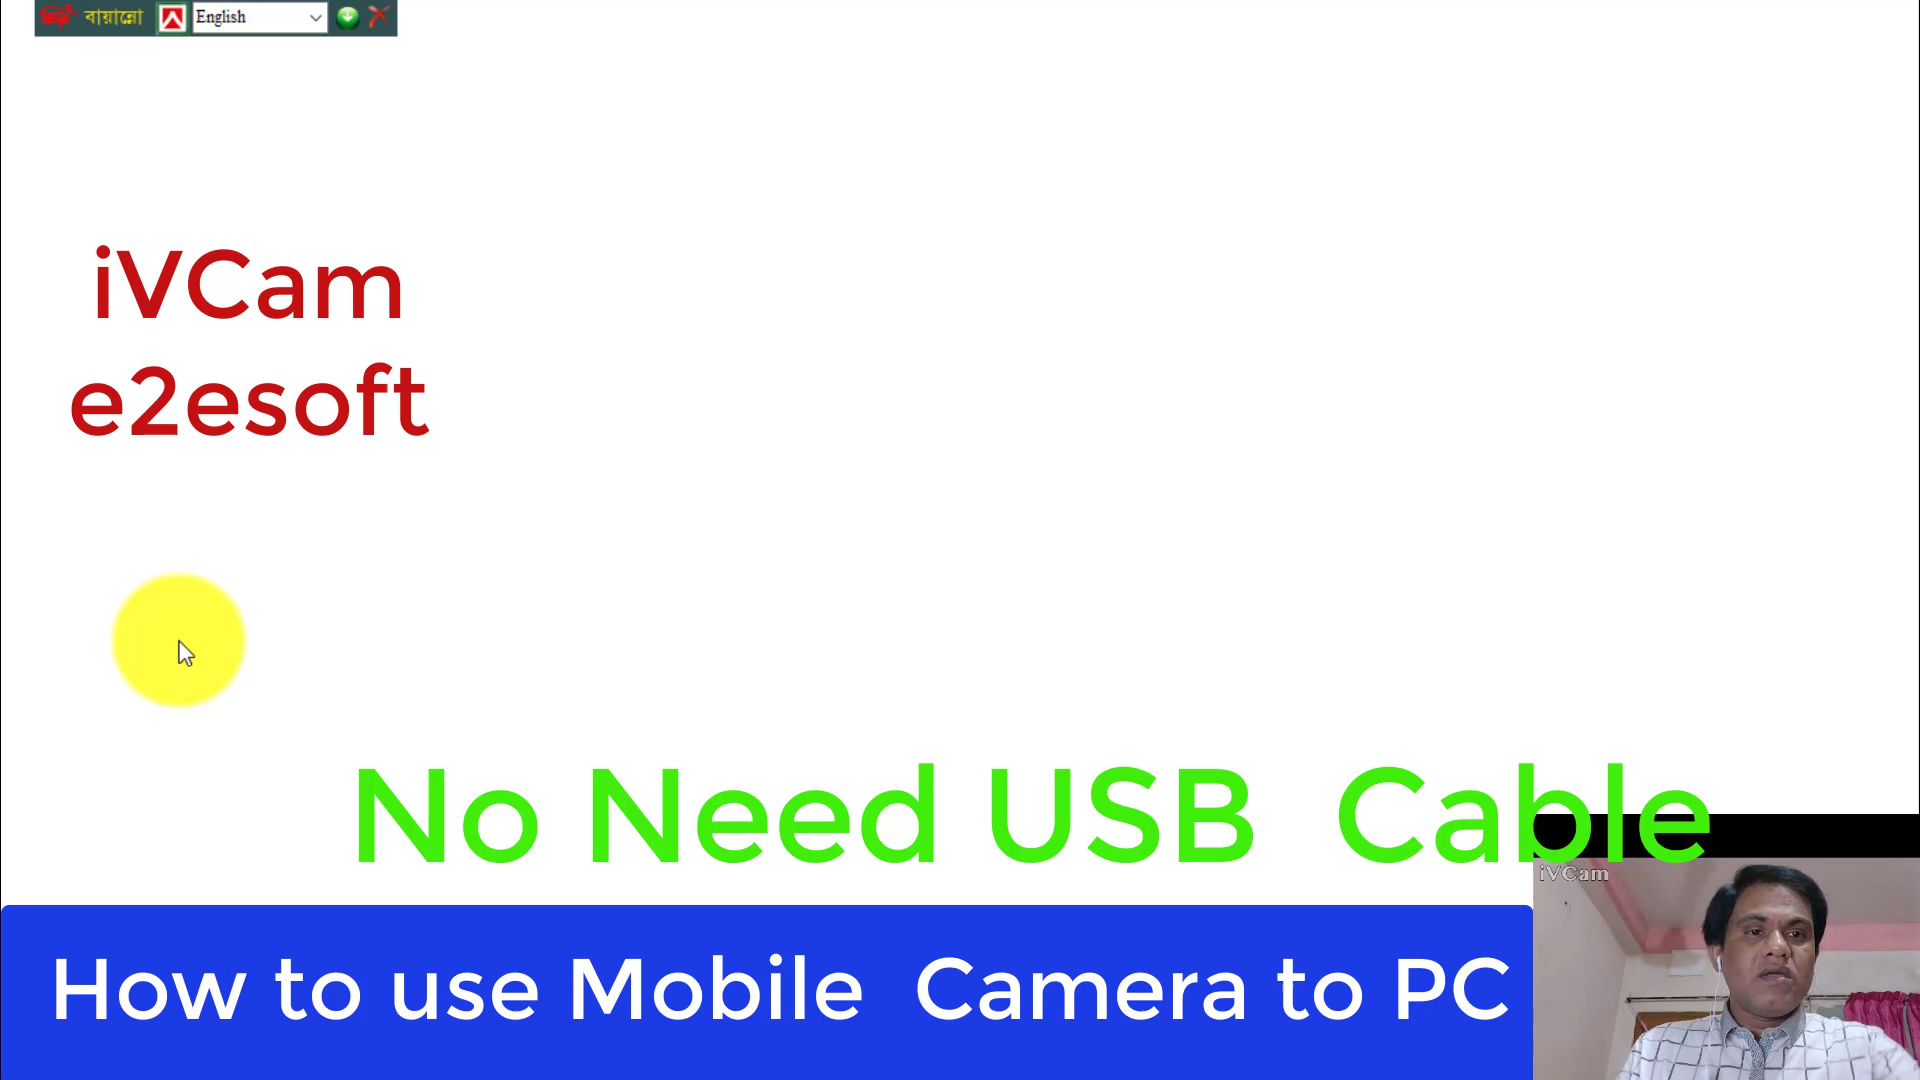 বায়ান্নো English
iVCam
e2esoft
No Need USB Cable
iVCam
How to use Mobile Camera to PC